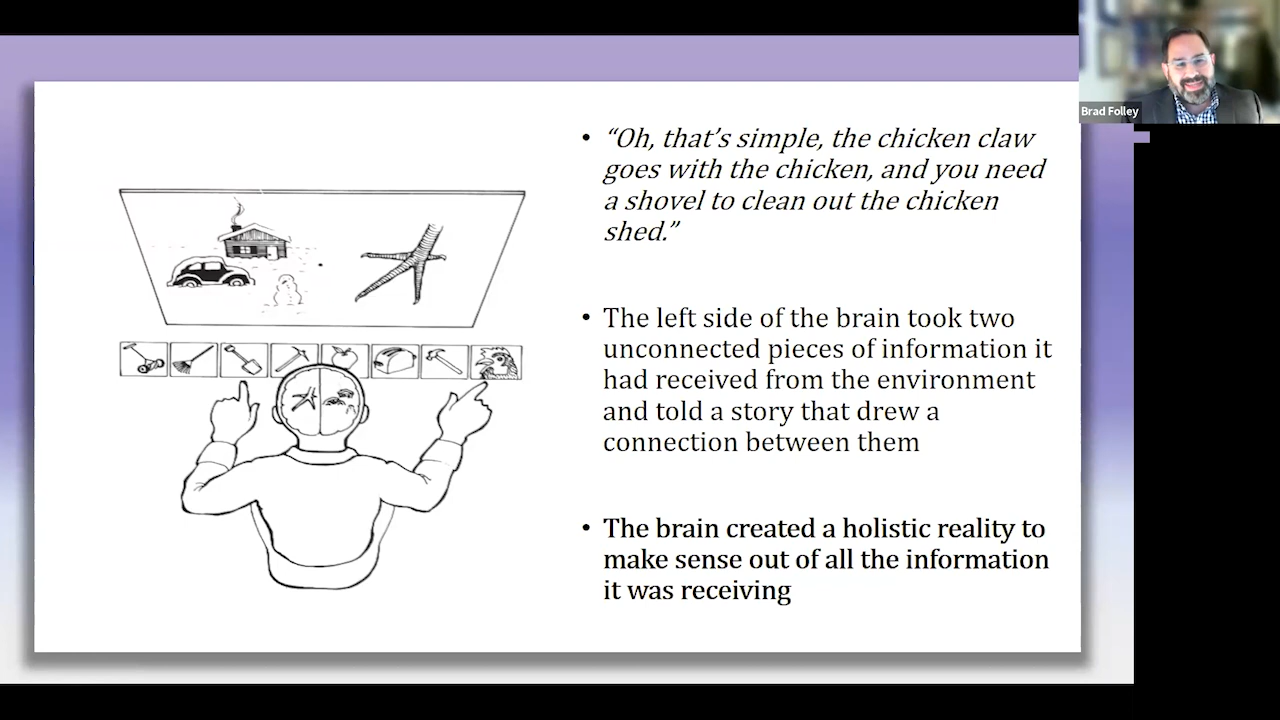 Brad Folley
• “Oh, that’s simple, the chicken claw
goes with the chicken, and you need
a shovel to clean out the chicken
shed.”
• The left side of the brain took two
unconnected pieces of information it
had received from the environment
and told a story that drew a
connection between them
• The brain created a holistic reality to
make sense out of all the information
it was receiving